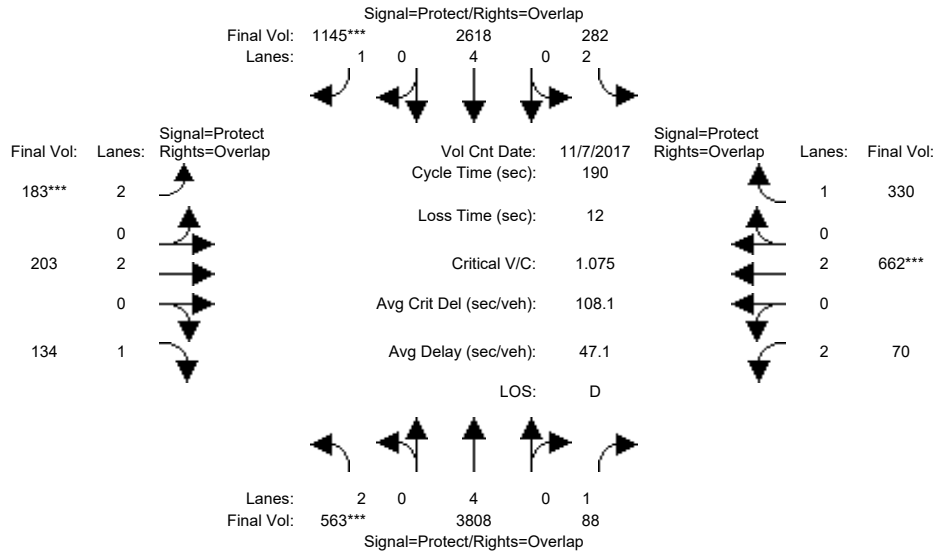 Signal=Protect/Rights=Overlap
Final Vol: 1145*** 2618 282
Lanes: 1 0 4 0 2
Signal=Protect Signal=Protect
Final Vol: Lanes: Rights=Overlap Vol Cnt Date: 11/7/2017 Rights=Overlap Lanes: Final Vol:
Cycle Time (sec): 190
183*** 2 1 330
Loss Time (sec): 12
0 0
203 2 Critical V/C: 1.075 2 662***
0 Avg Crit Del (sec/veh): 108.1 0
134 1 Avg Delay (sec/veh): 47.1 2 70
LOS: D
Lanes: 2 0 4 0 1
Final Vol: 563*** 3808 88
Signal=Protect/Rights=Overlap